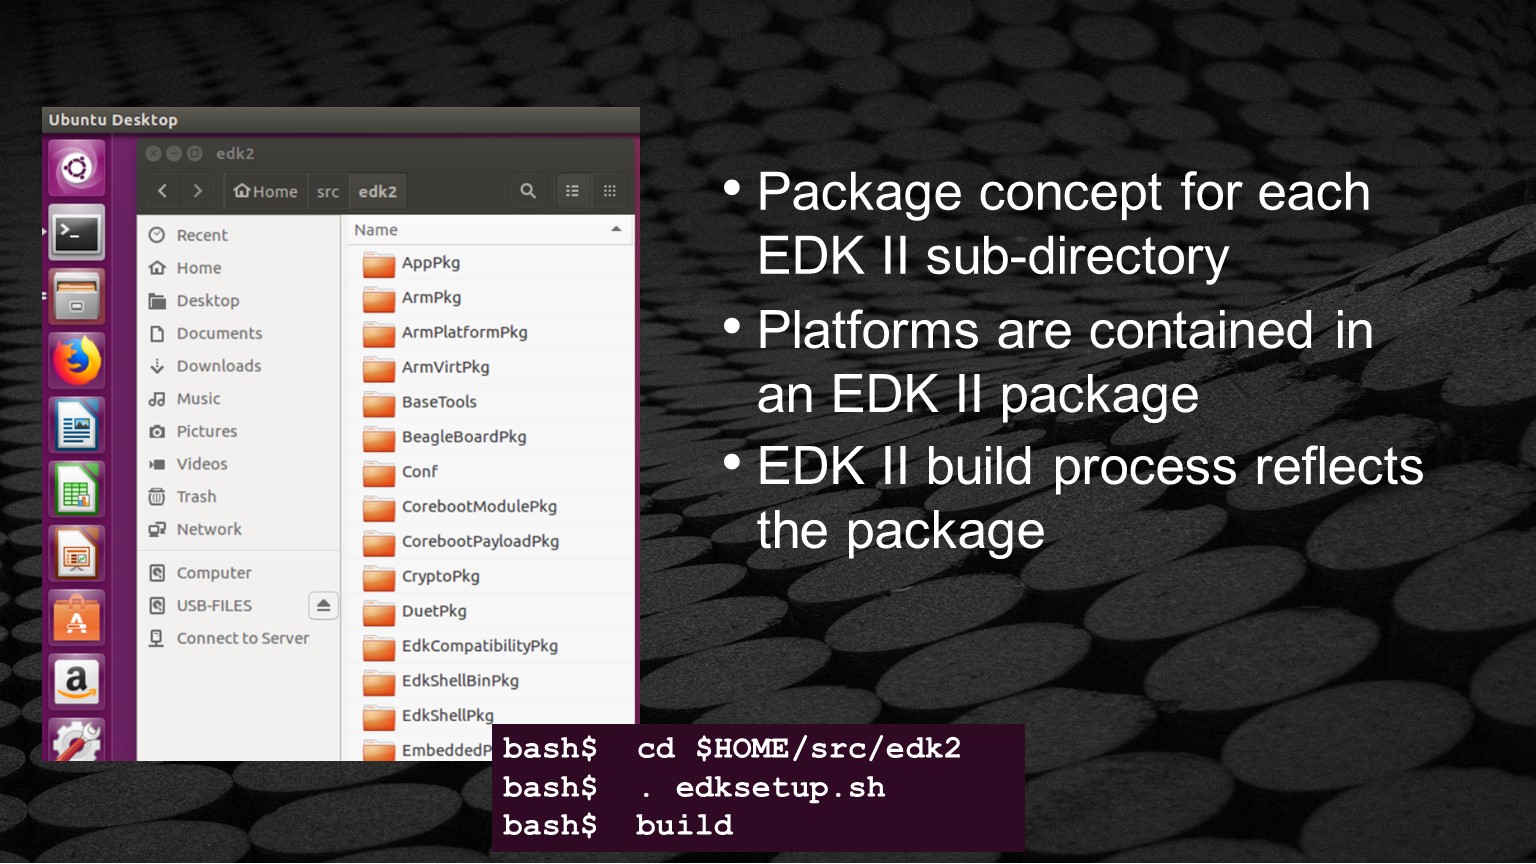 Ubuntu Desktop
edk2
Home src edk2
Recent
Home
Desktop
Documents
Downloads
Music
Pictures
Videos
Trash
Network
Computer
USB-FILES
Connect to Server
Name
AppPkg
ArmPkg
ArmPlatformPkg
ArmVirtPkg
BaseTools
BeagleBoardPkg
Conf
CorebootModulePkg
CorebootPayloadPkg
CryptoPkg
DuetPkg
EdkCompatibilityPkg
EdkShellBinPkg
EdkShellPkg
EmbeddedP
• Package concept for each
EDK II sub-directory
• Platforms are contained in
an EDK II package
• EDK II build process reflects
the package
bash$ cd $HOME/src/edk2
bash$ . edksetup.sh
bash$ build